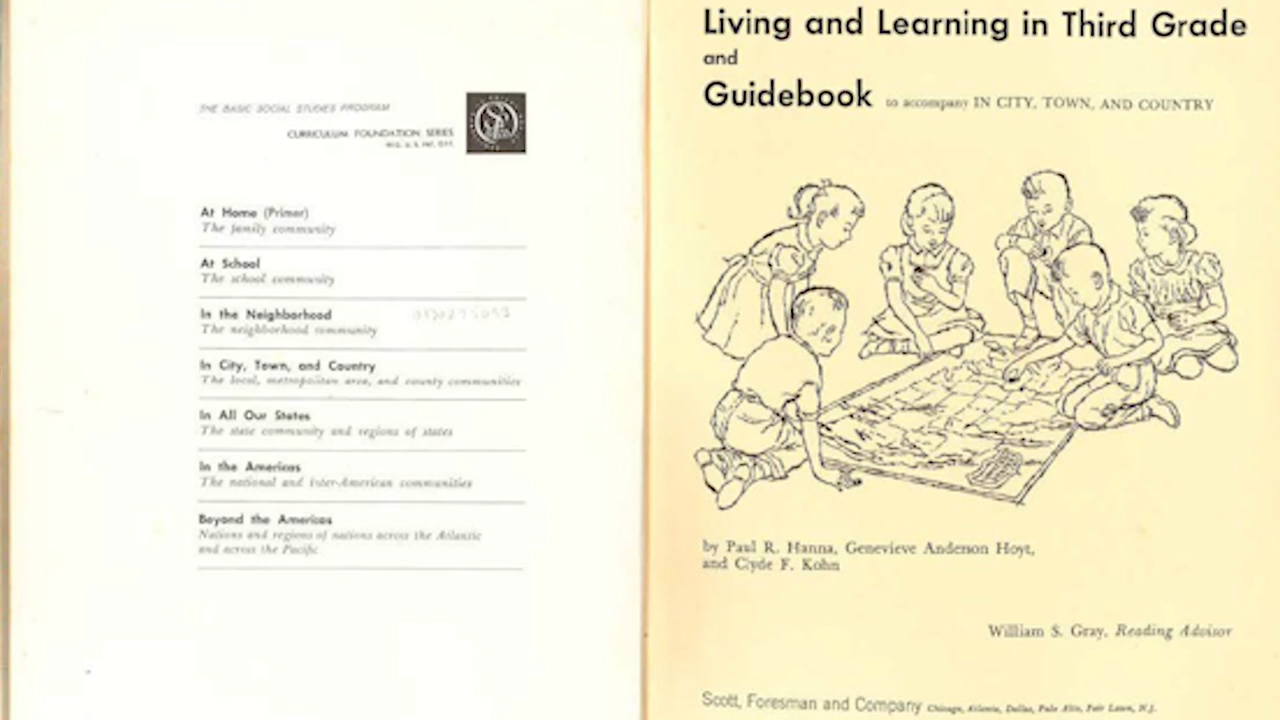 THE BASIC SOCIAL STUDIES PROGRAM
CURRICULUM FOUNDATION SERIES
REG. U. S. PAT. OFF.
At Home (Primer)
The family community
At School
The school community
In the Neighborhood
The neighborhood community
In City, Town, and Country
The local, metropolitan area, and county communities
In All Our States
The state community and regions of states
In the Americas
The national and inter-American communities
Beyond the Americas
Nations and regions of nations across the Atlantic
and across the Pacific
Living and Learning in Third Grade
and
Guidebook to accompany IN CITY, TOWN, AND COUNTRY
by Paul R. Hanna, Genevieve Anderson Hoyt,
and Clyde F. Kohn
William S. Gray, Reading Advisor
Scott, Foresman and Company Chicago, Atlanta, Dallas, Palo Alto, Fair Lawn, N.J.